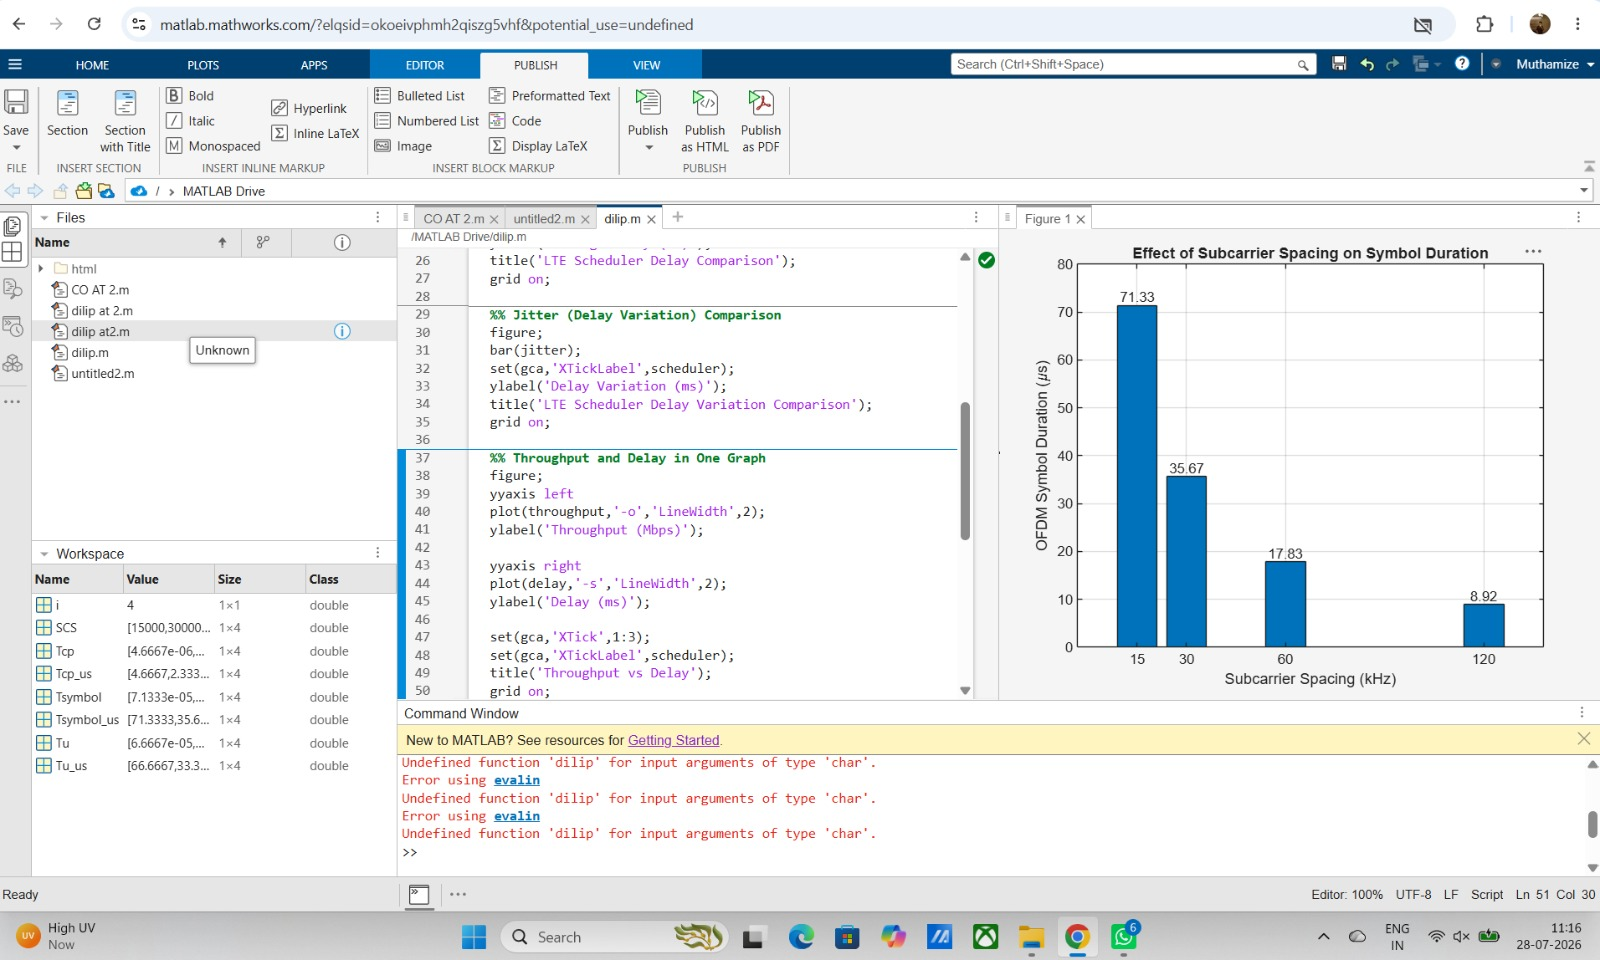 matlab.mathworks.com/?elqsid=okoeivphmh2qiszg5vhf&potential_use=undefined
HOME PLOTS APPS EDITOR PUBLISH VIEW Search (Ctrl+Shift+Space) Muthamize
Save Section Section with Title B Bold / Italic M Monospaced Hyperlink Σ Inline LaTeX Bulleted List Numbered List Image Preformatted Text Code Σ Display LaTeX Publish Publish as HTML Publish as PDF
FILE INSERT SECTION INSERT INLINE MARKUP INSERT BLOCK MARKUP PUBLISH
/ > MATLAB Drive
Files
Name
html
CO AT 2.m
dilip at 2.m
dilip at2.m
dilip.m
untitled2.m
Unknown
Workspace
Name Value Size Class
i 4 1×1 double
SCS [15000,30000... 1×4 double
Tcp [4.6667e-06,... 1×4 double
Tcp_us [4.6667,2.333... 1×4 double
Tsymbol [7.1333e-05,... 1×4 double
Tsymbol_us [71.3333,35.6... 1×4 double
Tu [6.6667e-05,... 1×4 double
Tu_us [66.6667,33.3... 1×4 double
CO AT 2.m untitled2.m dilip.m
/MATLAB Drive/dilip.m
26 title('LTE Scheduler Delay Comparison');
27 grid on;
28
29 %% Jitter (Delay Variation) Comparison
30 figure;
31 bar(jitter);
32 set(gca,'XTickLabel',scheduler);
33 ylabel('Delay Variation (ms)');
34 title('LTE Scheduler Delay Variation Comparison');
35 grid on;
36
37 %% Throughput and Delay in One Graph
38 figure;
39 yyaxis left
40 plot(throughput,'-o','LineWidth',2);
41 ylabel('Throughput (Mbps)');
42
43 yyaxis right
44 plot(delay,'-s','LineWidth',2);
45 ylabel('Delay (ms)');
46
47 set(gca,'XTick',1:3);
48 set(gca,'XTickLabel',scheduler);
49 title('Throughput vs Delay');
50 grid on;
Figure 1
Effect of Subcarrier Spacing on Symbol Duration
OFDM Symbol Duration (μs)
80
70
60
50
40
30
20
10
0
71.33
35.67
17.83
8.92
15 30 60 120
Subcarrier Spacing (kHz)
Command Window
New to MATLAB? See resources for Getting Started.
Undefined function 'dilip' for input arguments of type 'char'.
Error using evalin
Undefined function 'dilip' for input arguments of type 'char'.
Error using evalin
Undefined function 'dilip' for input arguments of type 'char'.
>>
Ready Editor: 100% UTF-8 LF Script Ln 51 Col 30
UV High UV
Now
Search
6
ENG
IN
11:16
28-07-2026